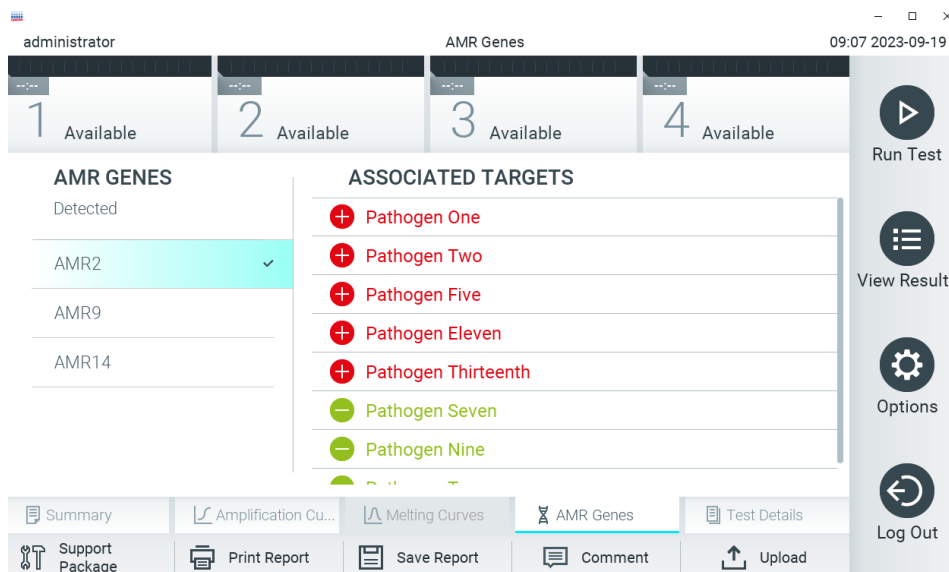 administrator
AMR Genes
09:07 2023-09-19
--:--
--:--
--:--
--:--
1 Available
2 Available
3 Available
4 Available
Run Test
AMR GENES
Detected
AMR2
AMR9
AMR14
ASSOCIATED TARGETS
Pathogen One
Pathogen Two
Pathogen Five
Pathogen Eleven
Pathogen Thirteenth
Pathogen Seven
Pathogen Nine
View Result
Options
Log Out
Summary
Amplification Cu...
Melting Curves
AMR Genes
Test Details
Support
Package
Print Report
Save Report
Comment
Upload